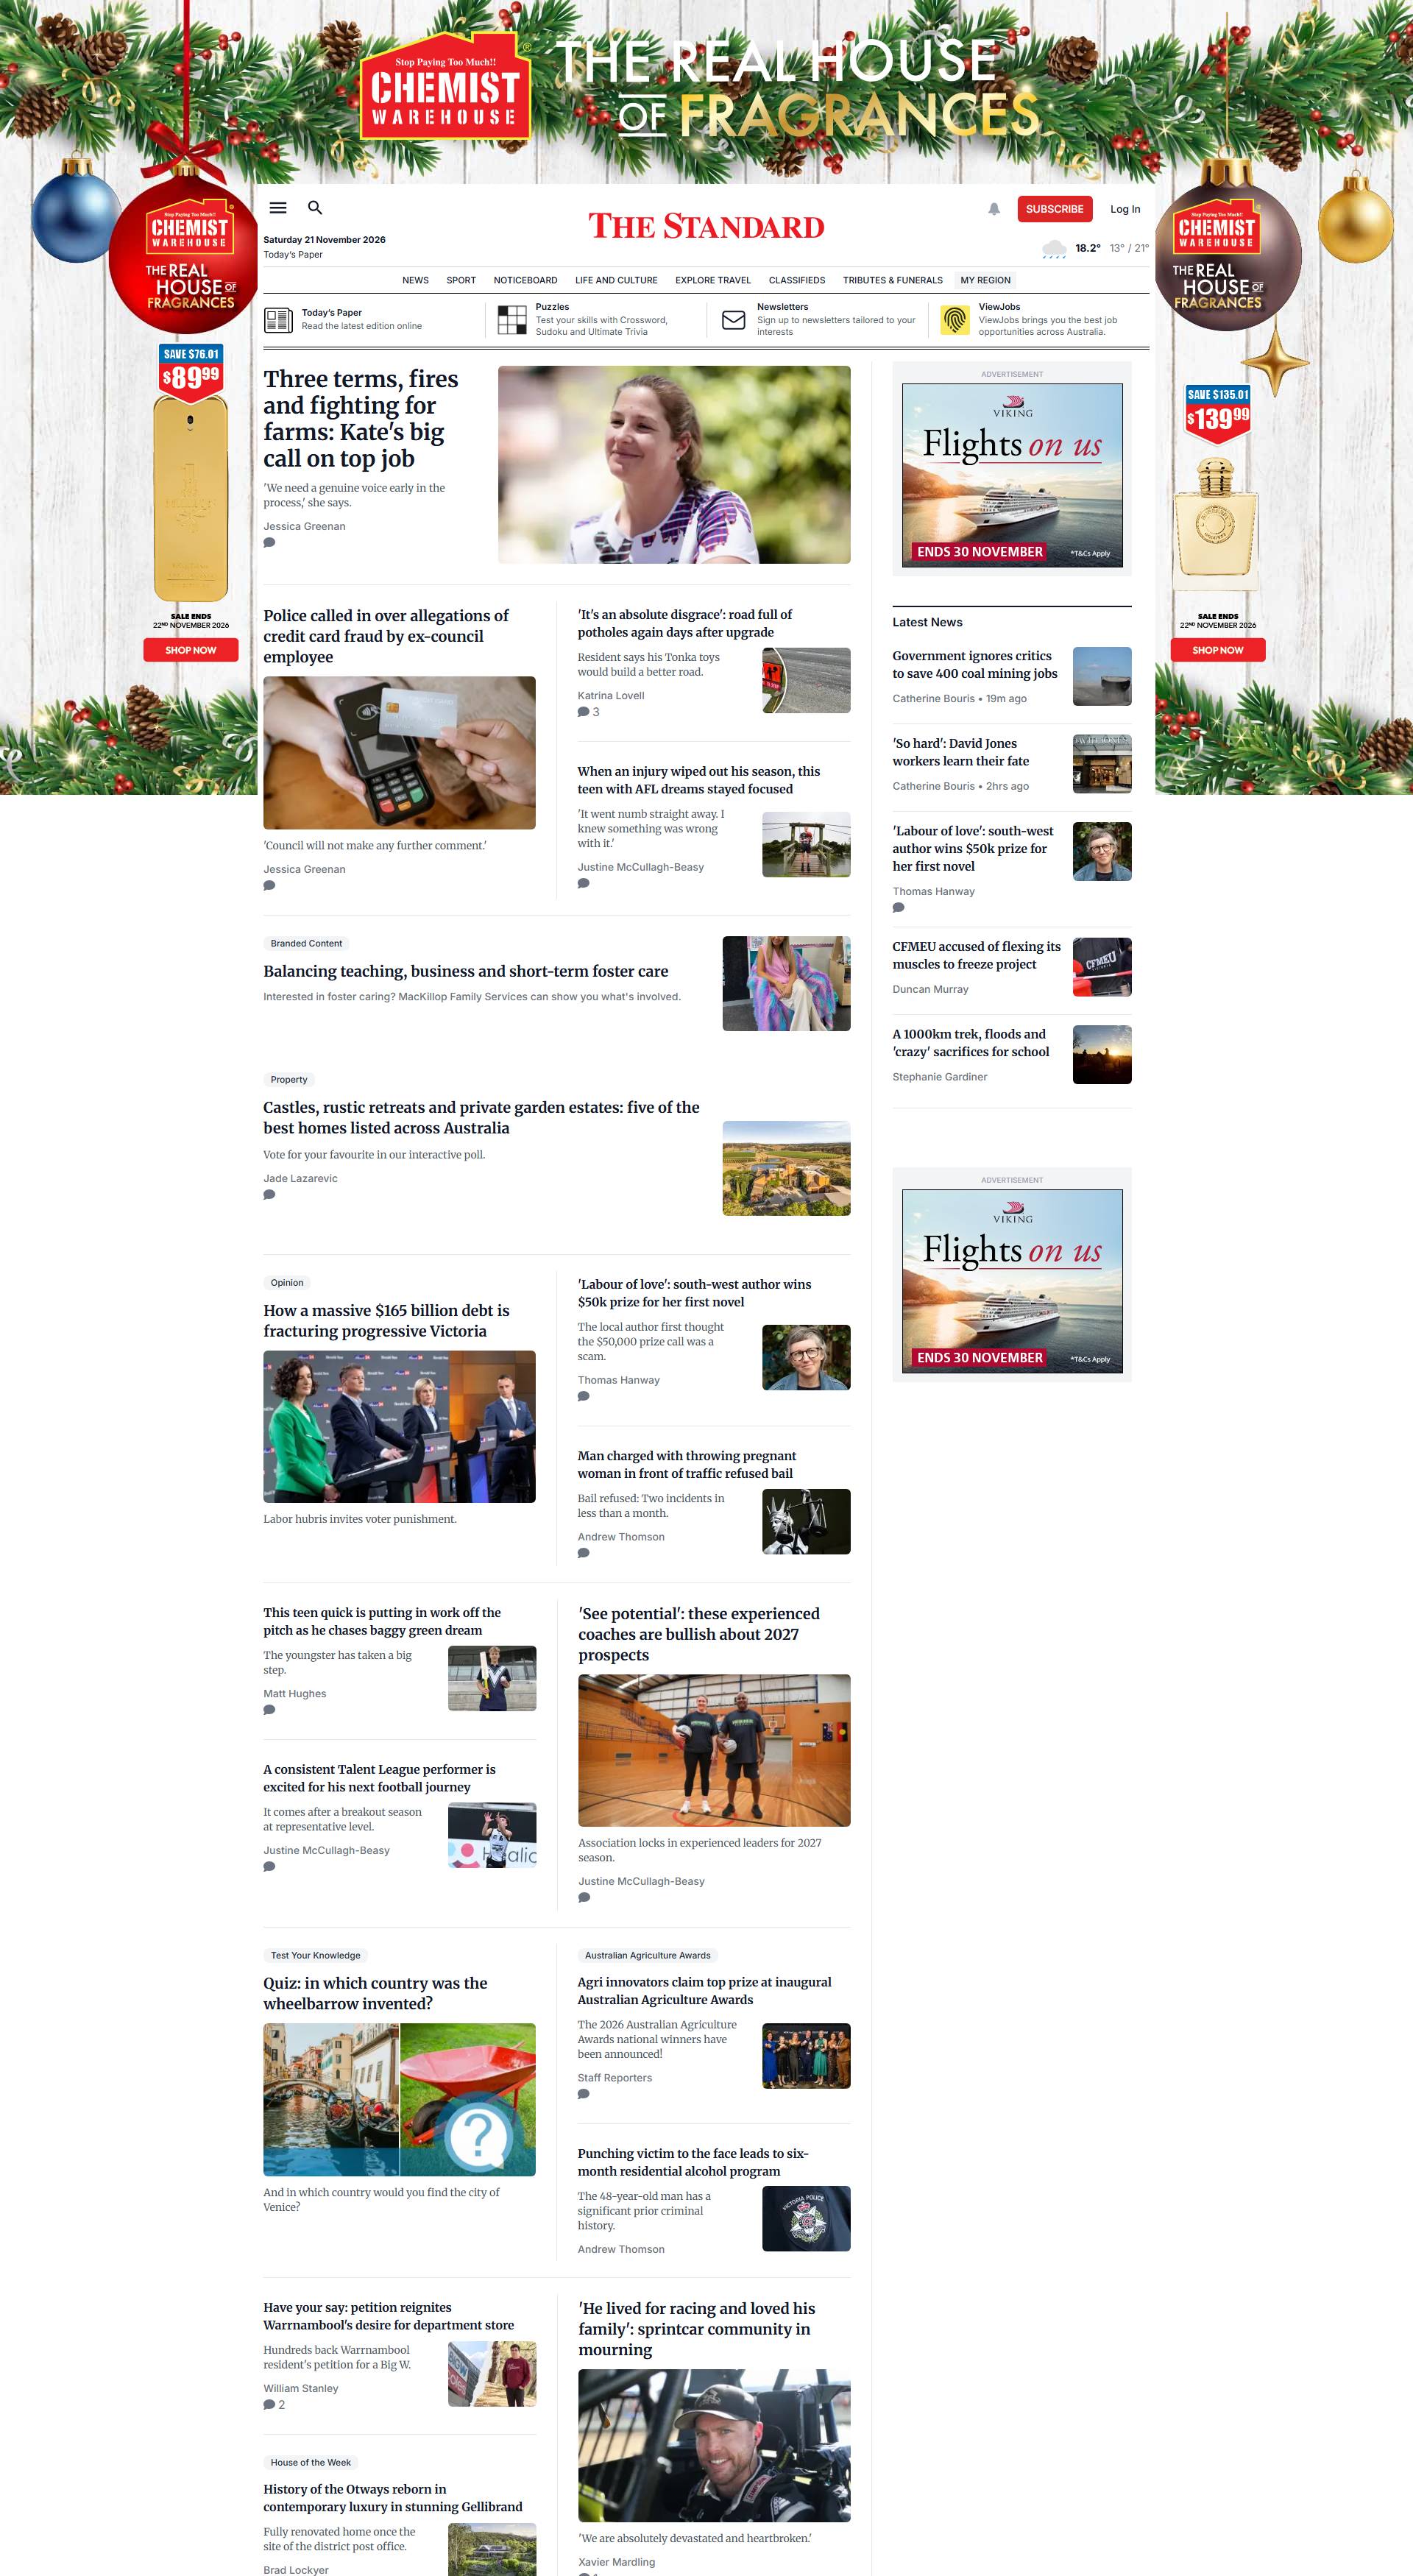 Stop Paying Too Much!!
CHEMIST
WAREHOUSE
THE REAL HOUSE
OF FRAGRANCES
Stop Paying Too Much!!
CHEMIST
WAREHOUSE
THE REAL
HOUSE OF
FRAGRANCES
SAVE $76.01
$89.99
SALE ENDS
22ND NOVEMBER 2026
SHOP NOW
SUBSCRIBE
Log In
THE STANDARD
Saturday 21 November 2026
Today's Paper
18.2° 13° / 21°
NEWS SPORT NOTICEBOARD LIFE AND CULTURE EXPLORE TRAVEL CLASSIFIEDS TRIBUTES & FUNERALS MY REGION
Today's Paper
Read the latest edition online
Puzzles
Test your skills with Crossword,
Sudoku and Ultimate Trivia
Newsletters
Sign up to newsletters tailored to your
interests
ViewJobs
ViewJobs brings you the best job
opportunities across Australia.
Stop Paying Too Much!!
CHEMIST
WAREHOUSE
THE REAL
HOUSE OF
FRAGRANCES
SAVE $135.01
$139.99
SALE ENDS
22ND NOVEMBER 2026
SHOP NOW
Three terms, fires
and fighting for
farms: Kate's big
call on top job
'We need a genuine voice early in the
process,' she says.
Jessica Greenan
Police called in over allegations of
credit card fraud by ex-council
employee
'Council will not make any further comment.'
Jessica Greenan
'It's an absolute disgrace': road full of
potholes again days after upgrade
Resident says his Tonka toys
would build a better road.
Katrina Lovell
3
When an injury wiped out his season, this
teen with AFL dreams stayed focused
'It went numb straight away. I
knew something was wrong
with it.'
Justine McCullagh-Beasy
Branded Content
Balancing teaching, business and short-term foster care
Interested in foster caring? MacKillop Family Services can show you what's involved.
Property
Castles, rustic retreats and private garden estates: five of the
best homes listed across Australia
Vote for your favourite in our interactive poll.
Jade Lazarevic
Opinion
How a massive $165 billion debt is
fracturing progressive Victoria
Labor hubris invites voter punishment.
'Labour of love': south-west author wins
$50k prize for her first novel
The local author first thought
the $50,000 prize call was a
scam.
Thomas Hanway
Man charged with throwing pregnant
woman in front of traffic refused bail
Bail refused: Two incidents in
less than a month.
Andrew Thomson
This teen quick is putting in work off the
pitch as he chases baggy green dream
The youngster has taken a big
step.
Matt Hughes
A consistent Talent League performer is
excited for his next football journey
It comes after a breakout season
at representative level.
Justine McCullagh-Beasy
'See potential': these experienced
coaches are bullish about 2027
prospects
Association locks in experienced leaders for 2027
season.
Justine McCullagh-Beasy
Test Your Knowledge
Quiz: in which country was the
wheelbarrow invented?
?
And in which country would you find the city of
Venice?
Australian Agriculture Awards
Agri innovators claim top prize at inaugural
Australian Agriculture Awards
The 2026 Australian Agriculture
Awards national winners have
been announced!
Staff Reporters
Punching victim to the face leads to six-
month residential alcohol program
The 48-year-old man has a
significant prior criminal
history.
VICTORIA POLICE
Andrew Thomson
Have your say: petition reignites
Warrnambool's desire for department store
Hundreds back Warrnambool
resident's petition for a Big W.
William Stanley
2
House of the Week
History of the Otways reborn in
contemporary luxury in stunning Gellibrand
Fully renovated home once the
site of the district post office.
Brad Lockyer
'He lived for racing and loved his
family': sprintcar community in
mourning
'We are absolutely devastated and heartbroken.'
Xavier Mardling
ADVERTISEMENT
VIKING
Flights on us
ENDS 30 NOVEMBER
*T&Cs Apply
Latest News
Government ignores critics
to save 400 coal mining jobs
Catherine Bouris • 19m ago
'So hard': David Jones
workers learn their fate
Catherine Bouris • 2hrs ago
'Labour of love': south-west
author wins $50k prize for
her first novel
Thomas Hanway
CFMEU accused of flexing its
muscles to freeze project
CFMEU
Duncan Murray
A 1000km trek, floods and
'crazy' sacrifices for school
Stephanie Gardiner
ADVERTISEMENT
VIKING
Flights on us
ENDS 30 NOVEMBER
*T&Cs Apply